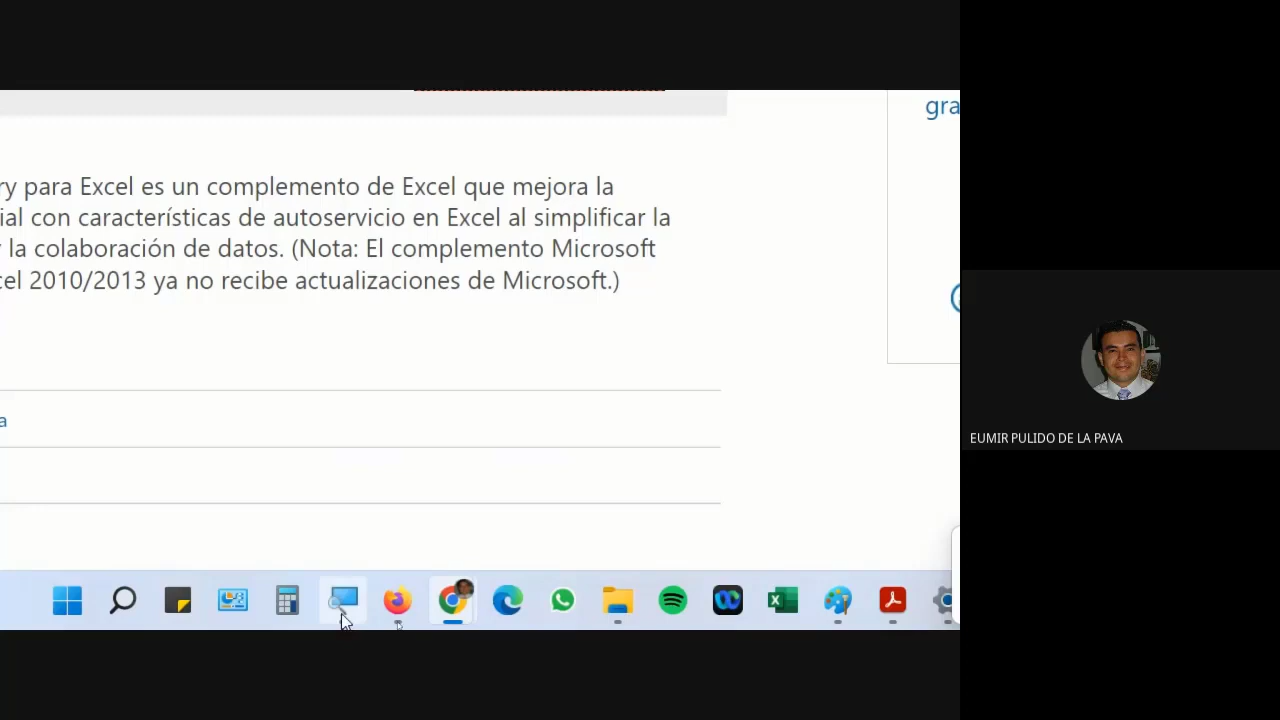 gra
ry para Excel es un complemento de Excel que mejora la
ial con características de autoservicio en Excel al simplificar la
y la colaboración de datos. (Nota: El complemento Microsoft
cel 2010/2013 ya no recibe actualizaciones de Microsoft.)
a
EUMIR PULIDO DE LA PAVA